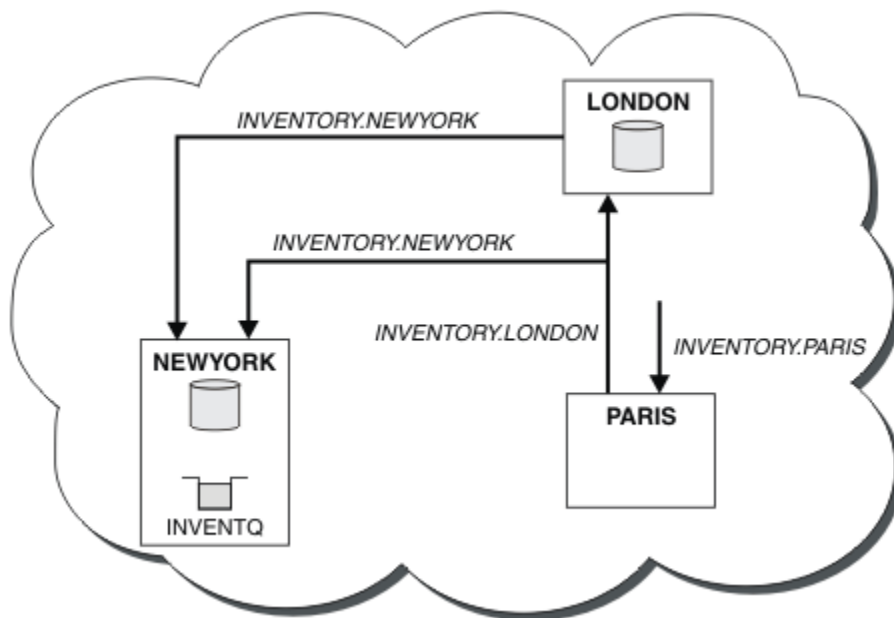 LONDON
INVENTORY.NEWYORK
INVENTORY.NEWYORK
INVENTORY.LONDON
INVENTORY.PARIS
NEWYORK
PARIS
INVENTQ